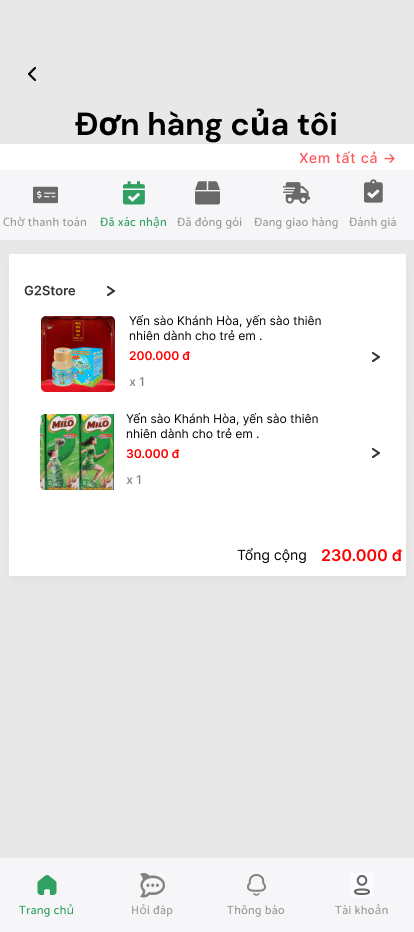 Đơn hàng của tôi
Xem tất cả →
Chờ thanh toán Đã xác nhận Đã đóng gói Đang giao hàng Đánh giá
G2Store
Yến sào Khánh Hòa, yến sào thiên
nhiên dành cho trẻ em .
200.000 đ
x 1
MILO MILO
Yến sào Khánh Hòa, yến sào thiên
nhiên dành cho trẻ em .
30.000 đ
x 1
Tổng cộng 230.000 đ
Trang chủ Hỏi đáp Thông báo Tài khoản